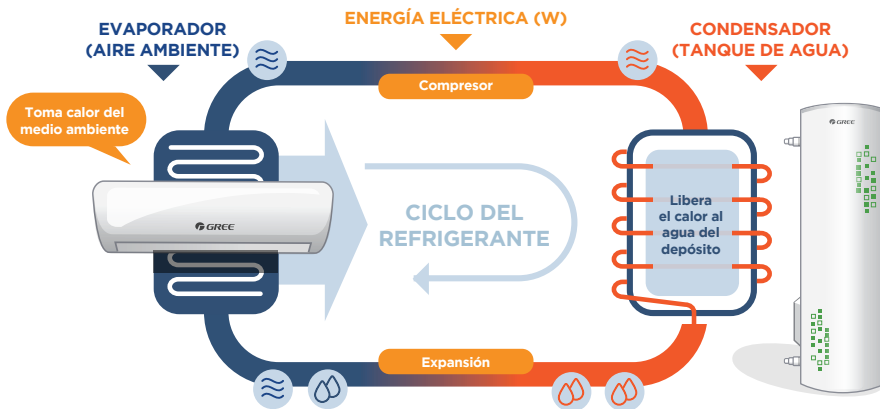 ENERGÍA ELÉCTRICA (W)
EVAPORADOR
(AIRE AMBIENTE)
CONDENSADOR
(TANQUE DE AGUA)
Compresor
Toma calor del
medio ambiente
GREE
GREE
CICLO DEL
REFRIGERANTE
Libera
el calor al
agua del
depósito
Expansión